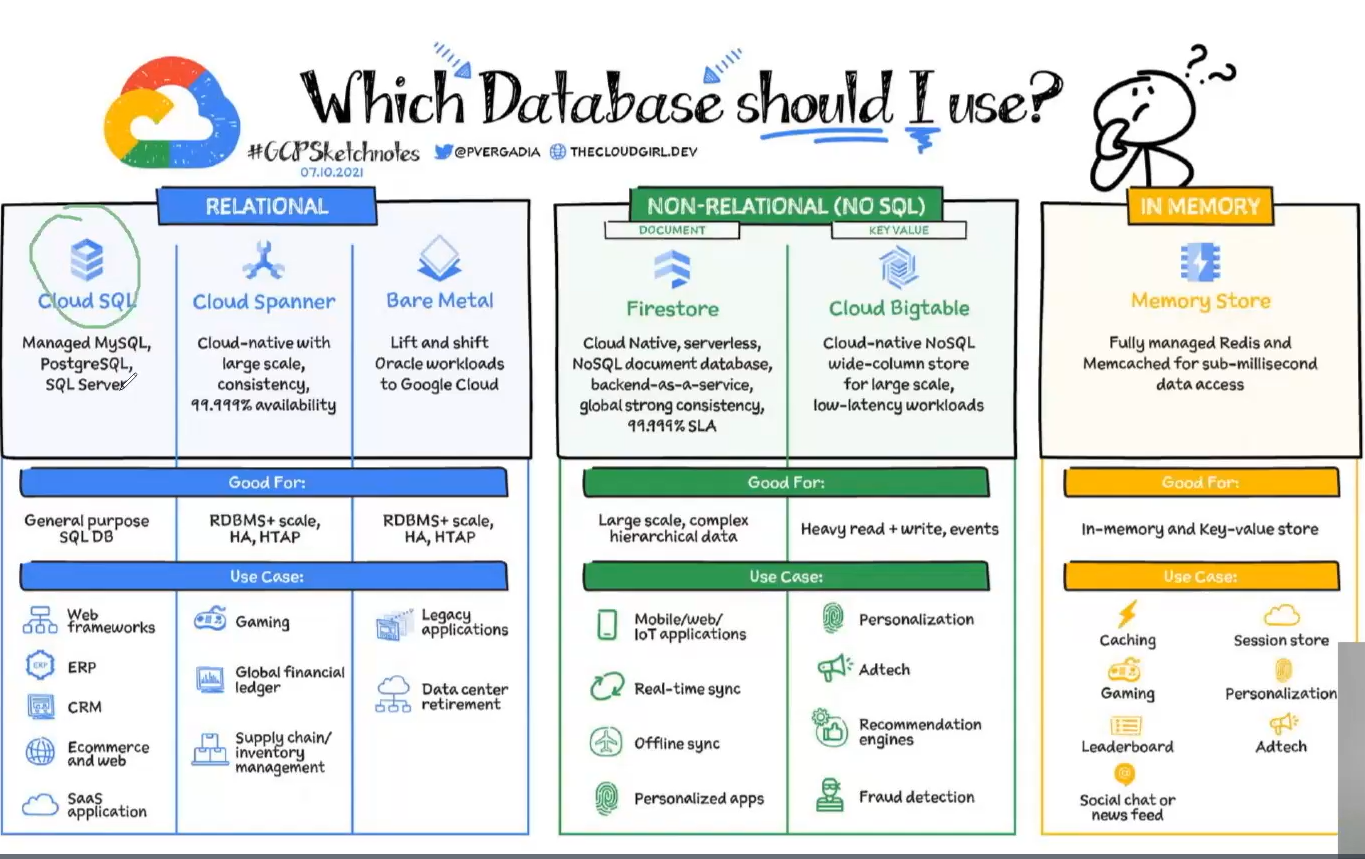 Which Database should I use?
#GCPSketchnotes @PVERGADIA THECLOUDGIRL.DEV
07.10.2021
RELATIONAL
Cloud SQL
Managed MySQL,
PostgreSQL,
SQL Server
Cloud Spanner
Cloud-native with
large scale,
consistency,
99.999% availability
Bare Metal
Lift and shift
Oracle workloads
to Google Cloud
Good For:
General purpose
SQL DB
RDBMS+ scale,
HA, HTAP
RDBMS+ scale,
HA, HTAP
Use Case:
Web
frameworks
ERP
ERP
CRM
Ecommerce
and web
SaaS
application
Gaming
Global financial
ledger
Supply chain/
inventory
management
Legacy
applications
Data center
retirement
NON-RELATIONAL (NO SQL)
DOCUMENT
Firestore
Cloud Native, serverless,
NoSQL document database,
backend-as-a-service,
global strong consistency,
99.999% SLA
KEY VALUE
Cloud Bigtable
Cloud-native NoSQL
wide-column store
for large scale,
low-latency workloads
Good For:
Large scale, complex
hierarchical data
Heavy read + write, events
Use Case:
Mobile/web/
IoT applications
Real-time sync
Offline sync
Personalized apps
Personalization
Adtech
Recommendation
engines
Fraud detection
IN MEMORY
Memory Store
Fully managed Redis and
Memcached for sub-millisecond
data access
Good For:
In-memory and Key-value store
Use Case:
Caching
Session store
Gaming
Personalization
Leaderboard
Adtech
Social chat or
news feed